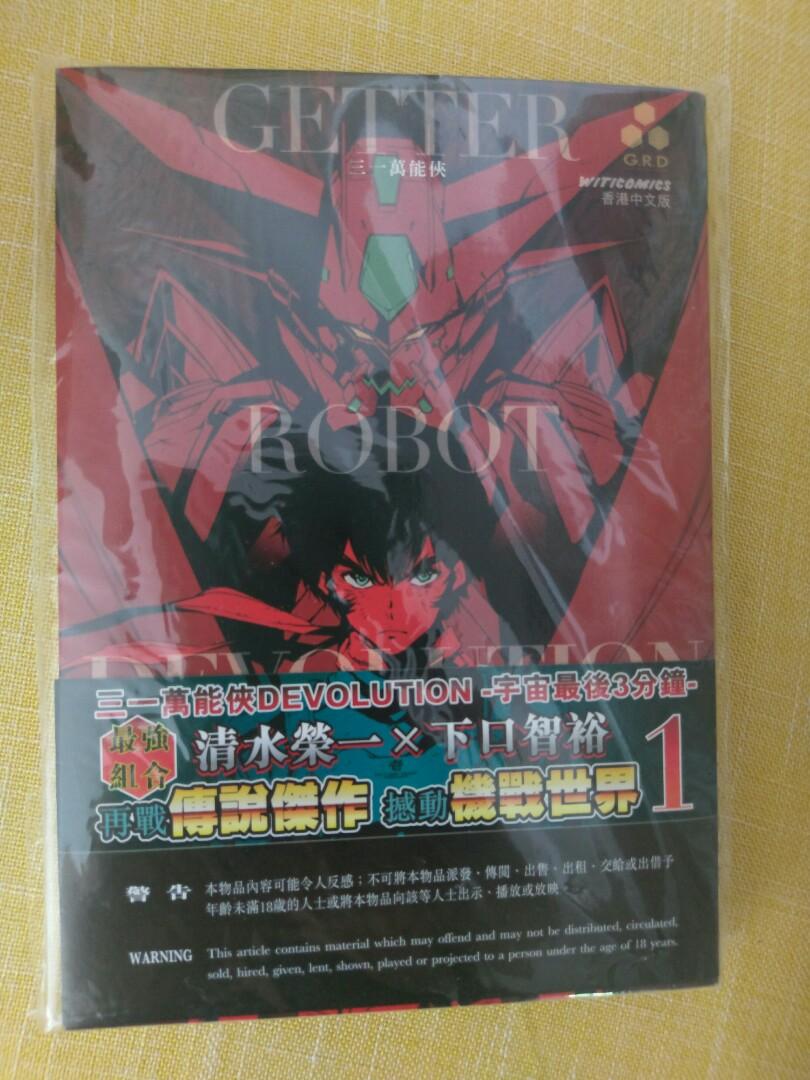 GETTER
三一萬能俠
G.R.D
WITICOMICS
香港中文版
ROBOT
DEVOLUTION
三一萬能俠DEVOLUTION -宇宙最後3分鐘-
最強
組合
清水榮一×下口智裕
1
再戰傳說傑作 撼動機戰世界
警告
本物品內容可能令人反感；不可將本物品派發、傳閱、出售、出租、交給或出借予
年齡未滿18歲的人士或將本物品向該等人士出示、播放或放映
WARNING
This article contains material which may offend and may not be distributed, circulated,
sold, hired, given, lent, shown, played or projected to a person under the age of 18 years.